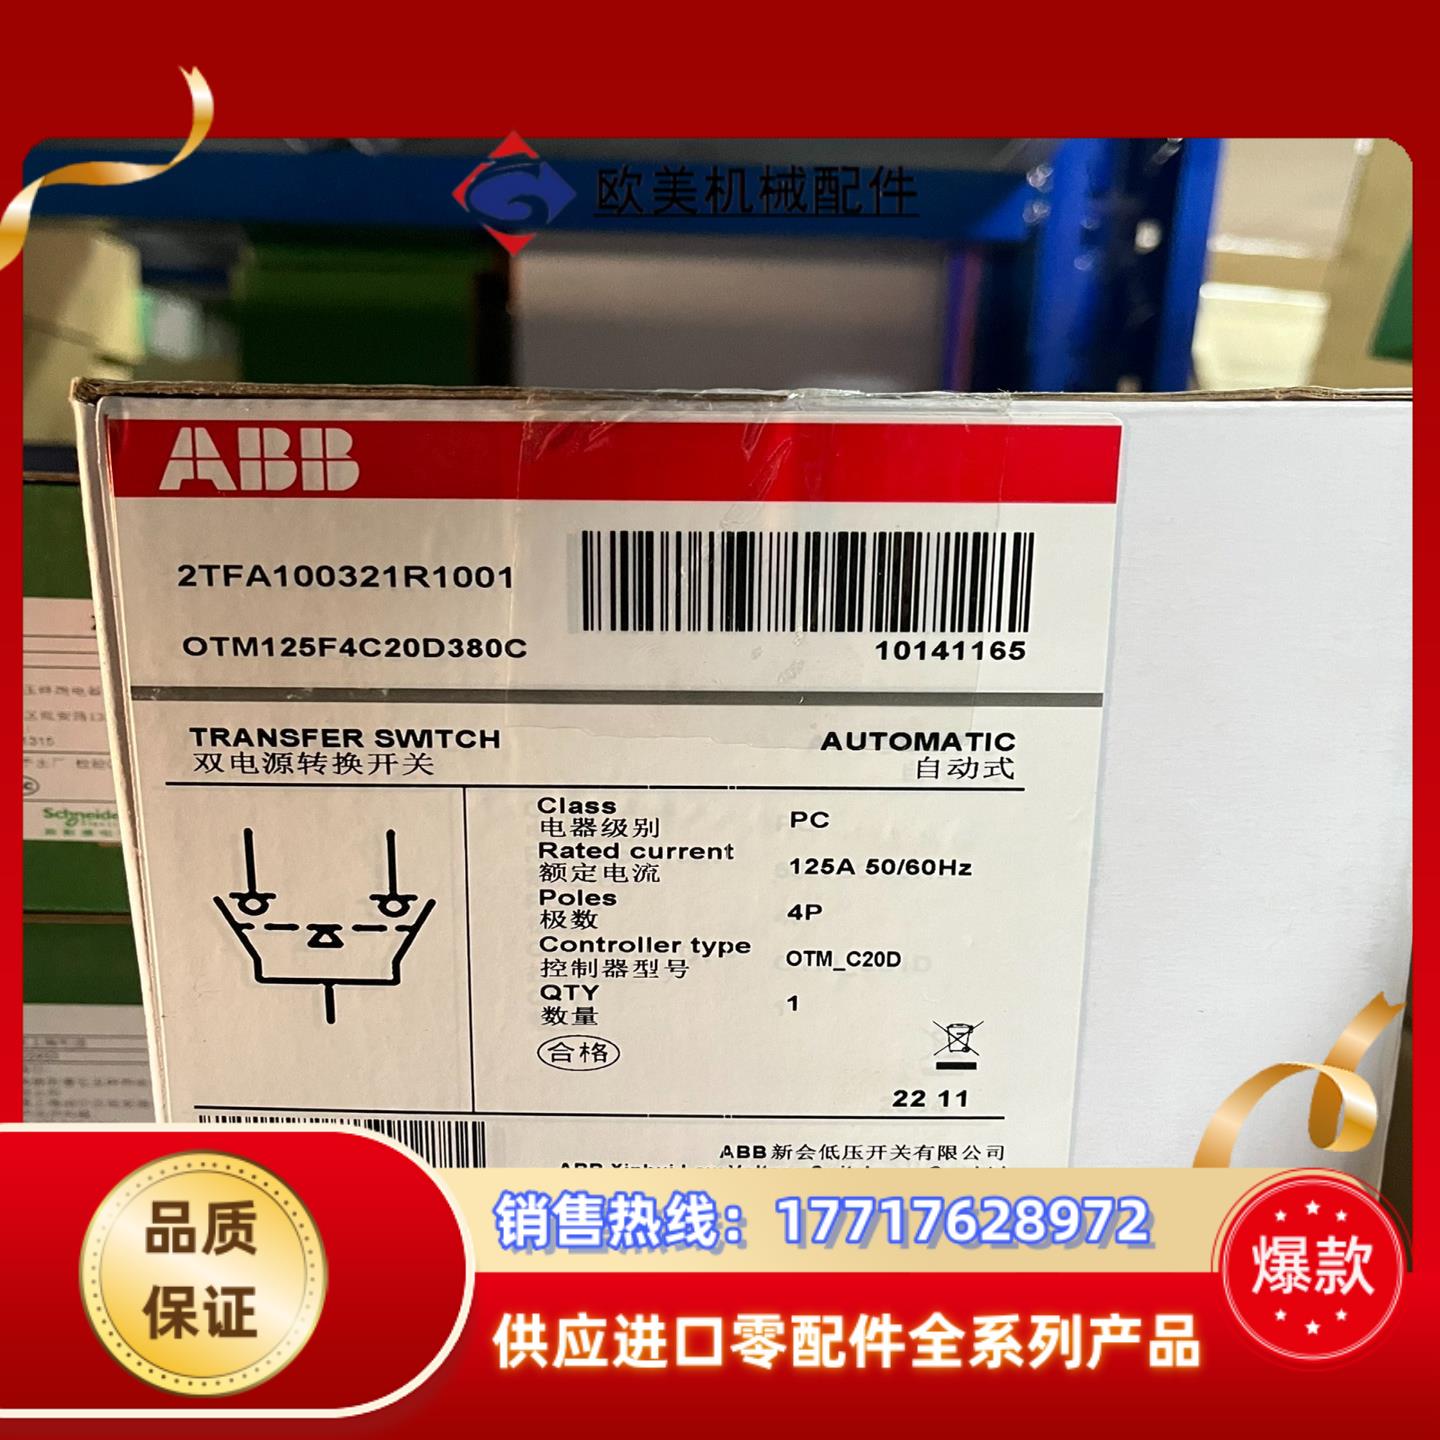 欧美机械配件
ABB
2TFA100321R1001
OTM125F4C20D380C
10141165
TRANSFER SWITCH
双电源转换开关
AUTOMATIC
自动式
Class
电器级别
PC
Rated current
额定电流
125A 50/60Hz
Poles
极数
4P
Controller type
控制器型号
OTM_C20D
QTY
数量
1
合格
22 11
ABB新会低压开关有限公司
Schneide
品质
保证
销售热线：17717628972
供应进口零配件全系列产品
爆款